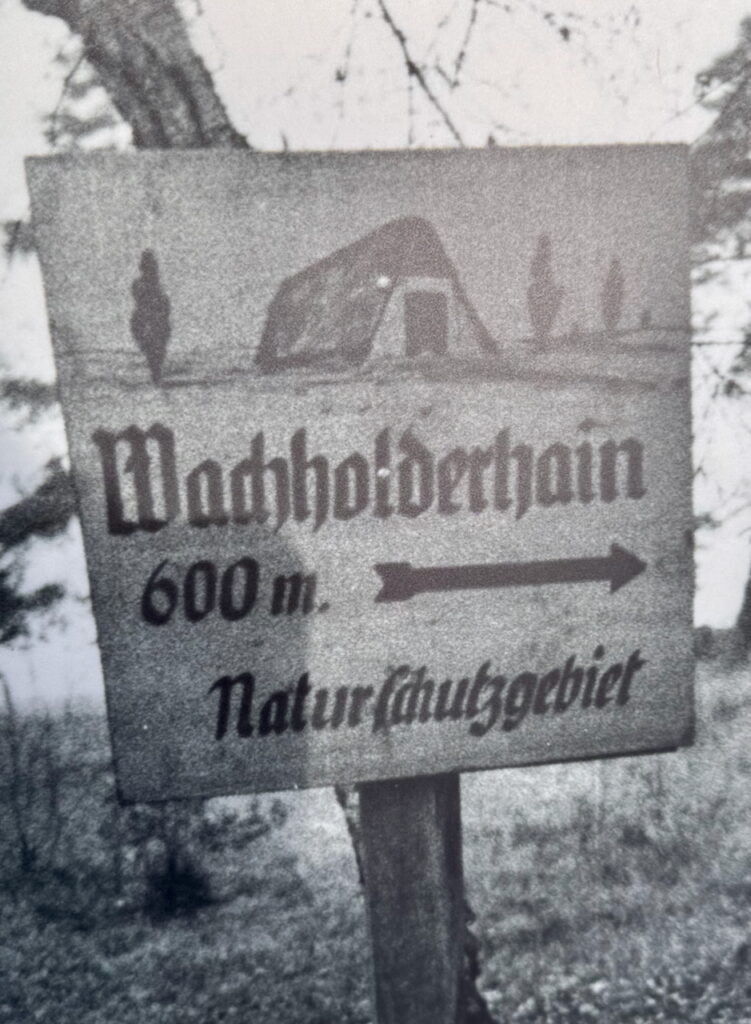 Wachholderhain
600 m.
Naturschutzgebiet